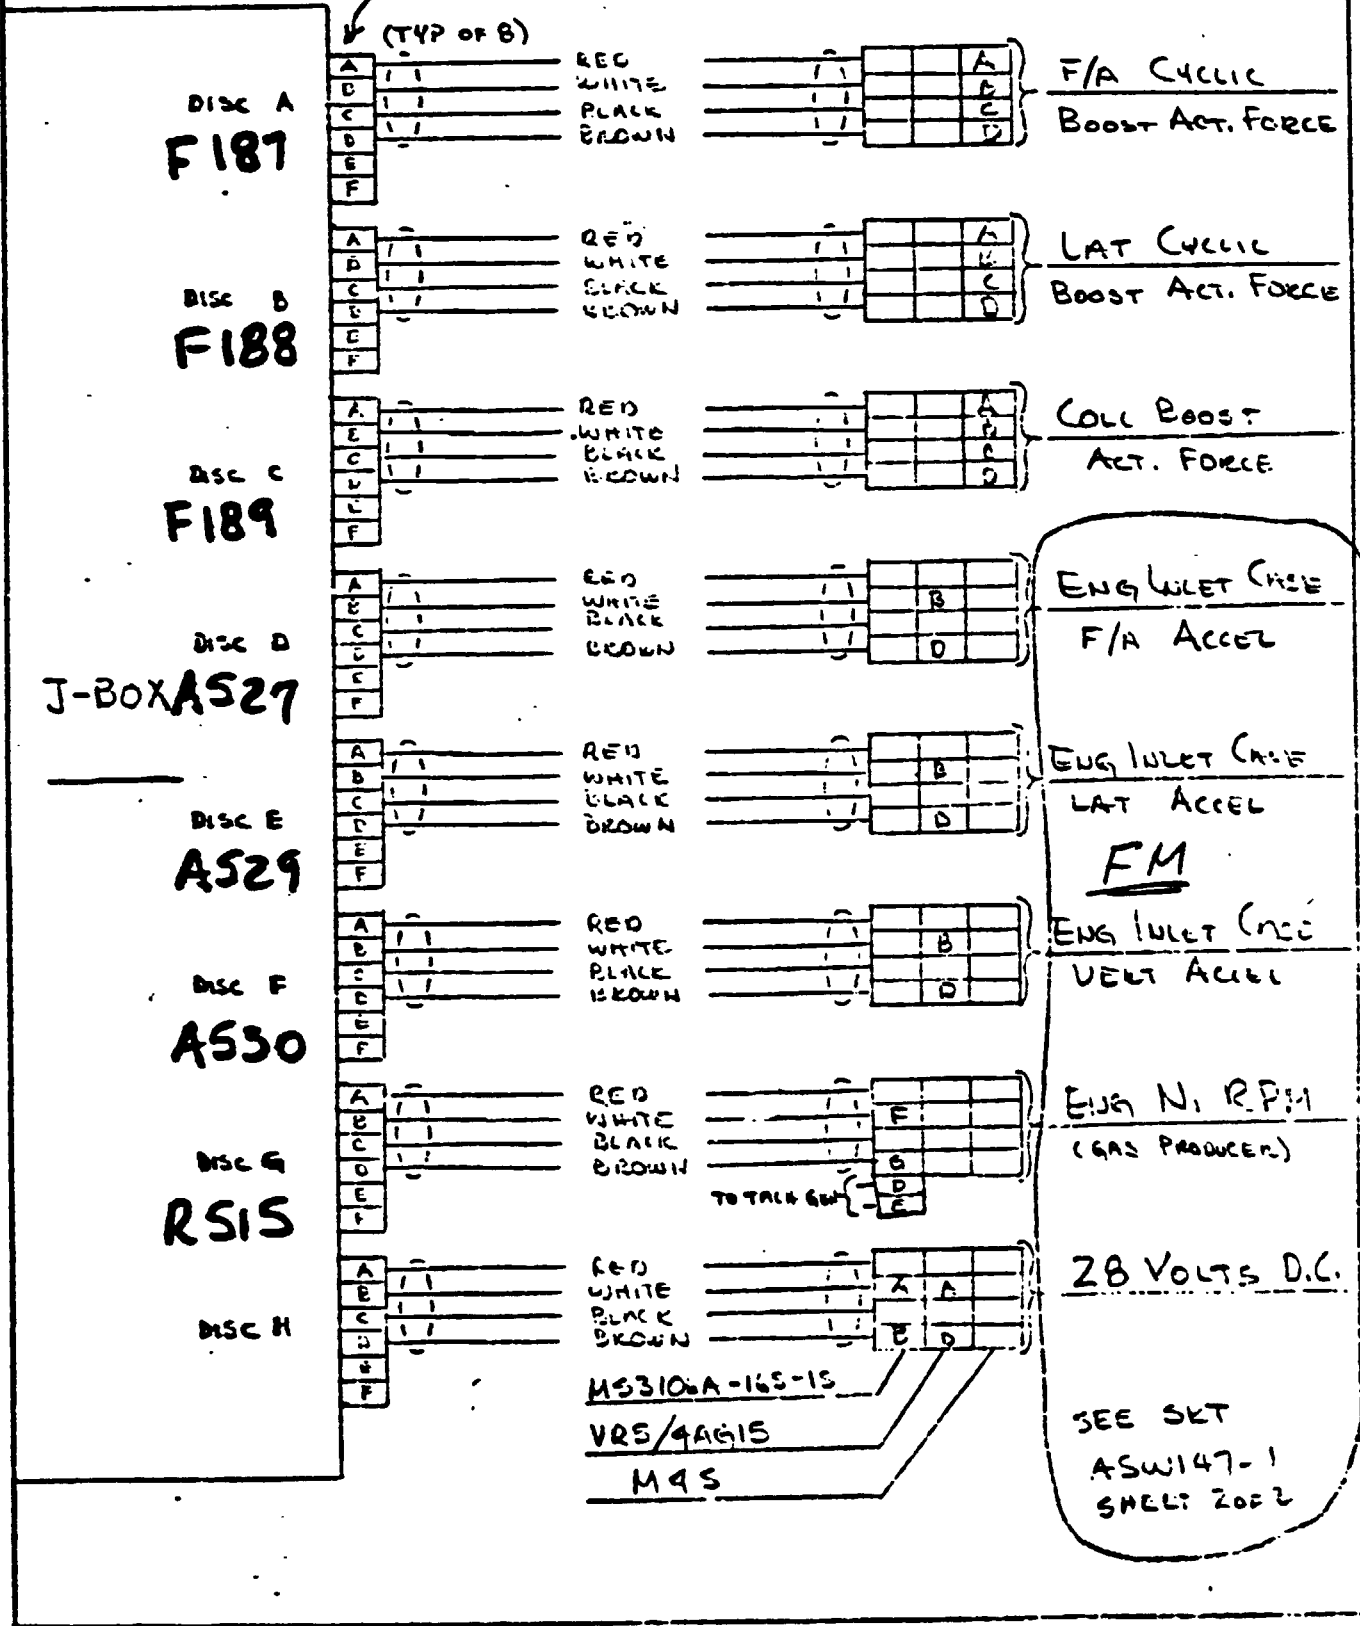 (TYP OF 8)
DISC A
F187
A
C
D
E
F
RED
WHITE
BLACK
BROWN
A
C
D
F/A CYCLIC
BOOST ACT. FORCE
DISC B
F188
A
C
F
RED
WHITE
BLACK
BROWN
A
C
D
LAT CYCLIC
BOOST ACT. FORCE
DISC C
F189
A
C
F
RED
WHITE
BLACK
BROWN
A
D
COLL BOOST
ACT. FORCE
DISC D
J-BOX A527
A
C
F
RED
WHITE
BLACK
BROWN
B
D
ENG INLET CASE
F/A ACCEL
DISC E
A529
A
B
C
D
E
F
RED
WHITE
BLACK
BROWN
B
D
ENG INLET CASE
LAT ACCEL
FM
DISC F
A530
A
B
E
F
RED
WHITE
BLACK
BROWN
B
D
ENG INLET CASE
VERT ACCEL
DISC G
R515
A
C
D
E
RED
WHITE
BLACK
BROWN
F
TO TACH GEN
D
E
ENG N1 RPM
(GAS PRODUCER)
DISC H
A
C
F
RED
WHITE
BLACK
BROWN
A
D
28 VOLTS D.C.
MS3106A-16S-1S
VR5/4AG15
M4S
SEE SKT
ASW147-1
SHEET 2 OF 2